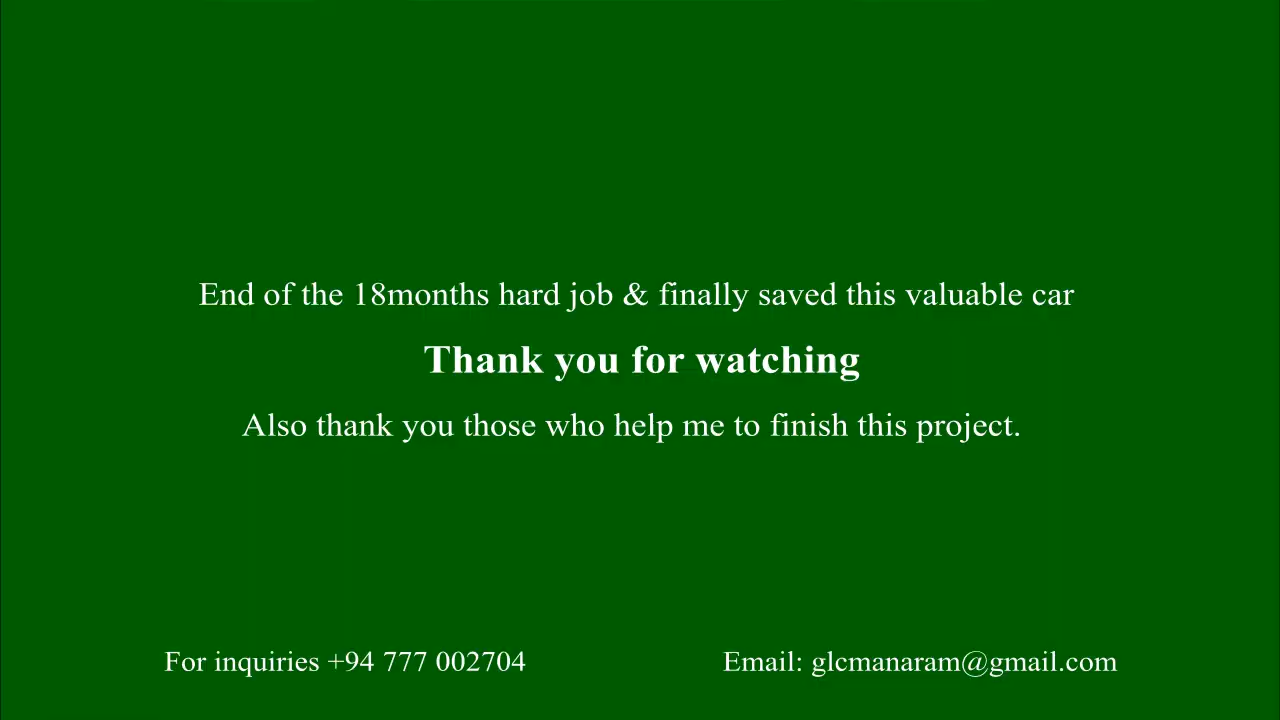 End of the 18months hard job & finally saved this valuable car
Thank you for watching
Also thank you those who help me to finish this project.
For inquiries +94 777 002704
Email: glcmanaram@gmail.com